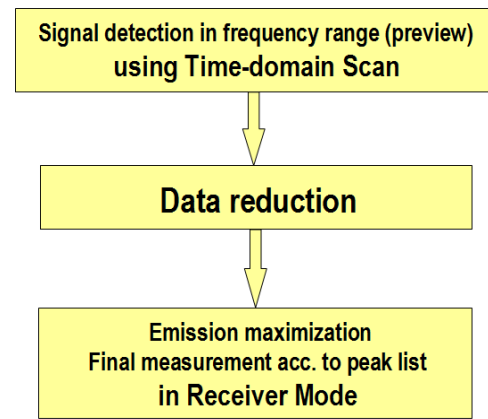 Signal detection in frequency range (preview)
using Time-domain Scan
Data reduction
Emission maximization
Final measurement acc. to peak list
in Receiver Mode